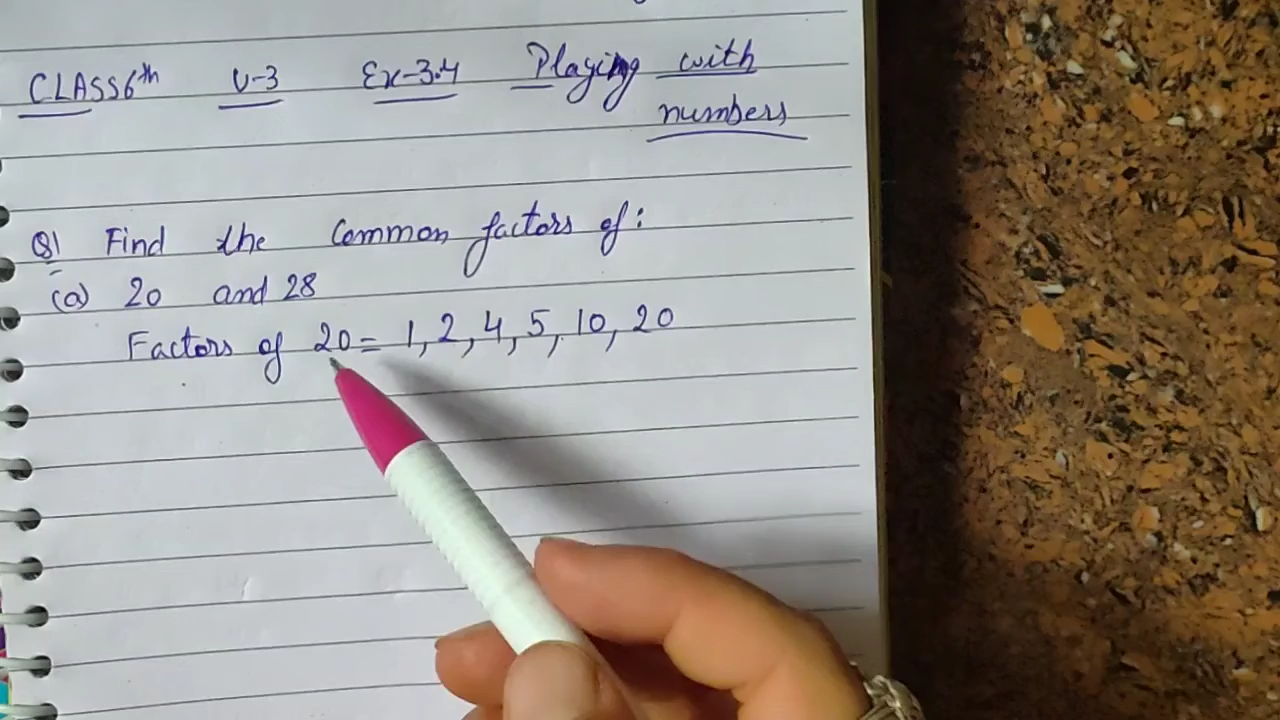 CLASS 6th U-3 Ex-3.4 Playing with
numbers
Q1 Find the Common factors of:
(a) 20 and 28
Factors of 20 = 1, 2, 4, 5, 10, 20